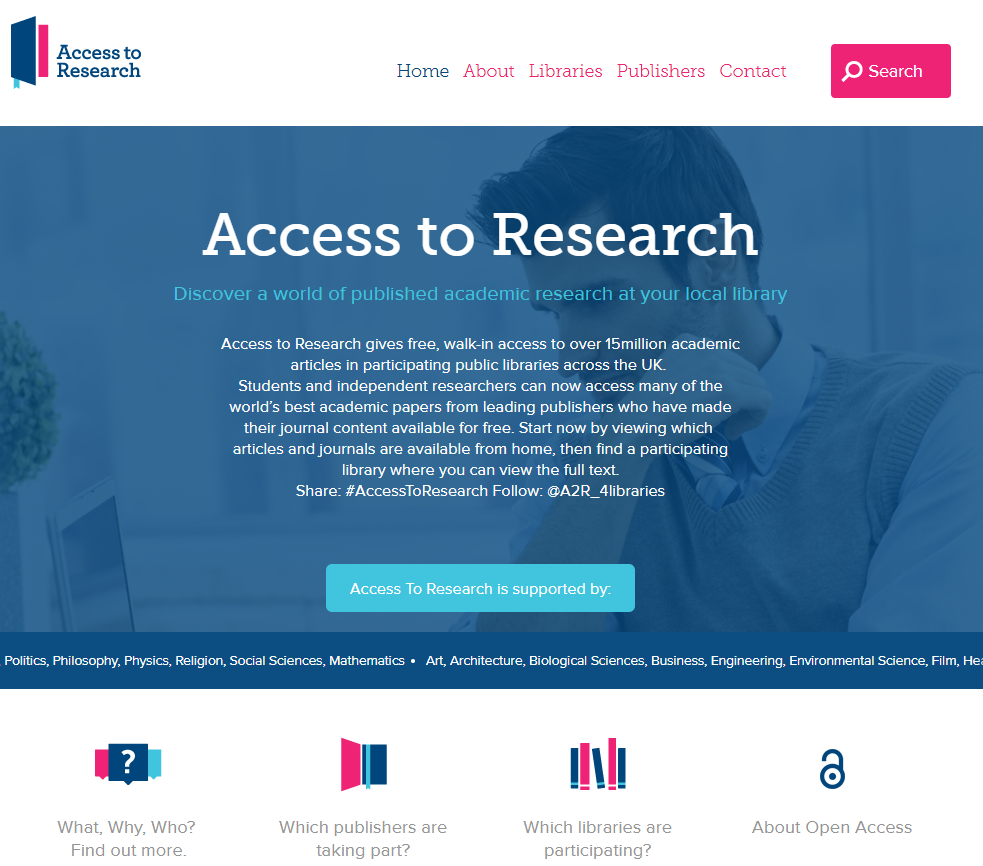 Access to
Research
Home About Libraries Publishers Contact
Search
Access to Research
Discover a world of published academic research at your local library
Access to Research gives free, walk-in access to over 15million academic
articles in participating public libraries across the UK.
Students and independent researchers can now access many of the
world’s best academic papers from leading publishers who have made
their journal content available for free. Start now by viewing which
articles and journals are available from home, then find a participating
library where you can view the full text.
Share: #AccessToResearch Follow: @A2R_4libraries
Access To Research is supported by:
, Politics, Philosophy, Physics, Religion, Social Sciences, Mathematics • Art, Architecture, Biological Sciences, Business, Engineering, Environmental Science, Film,
?
What, Why, Who?
Find out more.
Which publishers are
taking part?
Which libraries are
participating?
About Open Access